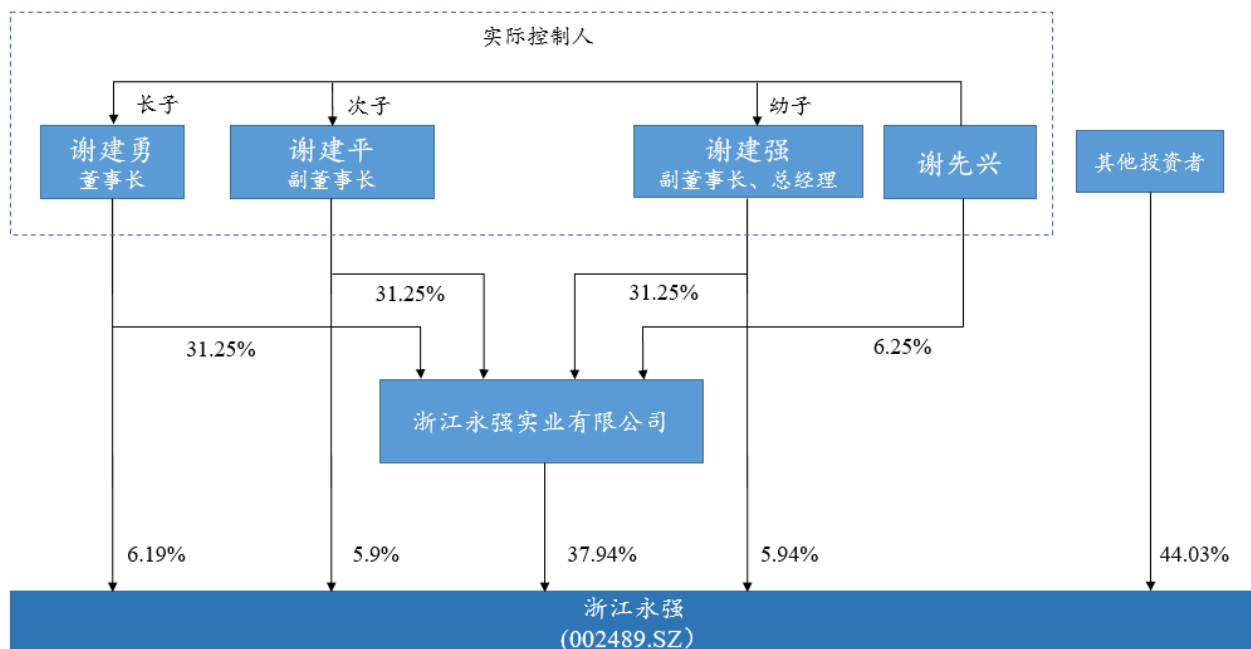 实际控制人
长子
次子
幼子
谢建勇
董事长
谢建平
副董事长
谢建强
副董事长、总经理
谢先兴
其他投资者
31.25%
31.25%
31.25%
6.25%
浙江永强实业有限公司
6.19%
5.9%
37.94%
5.94%
44.03%
浙江永强
(002489.SZ）